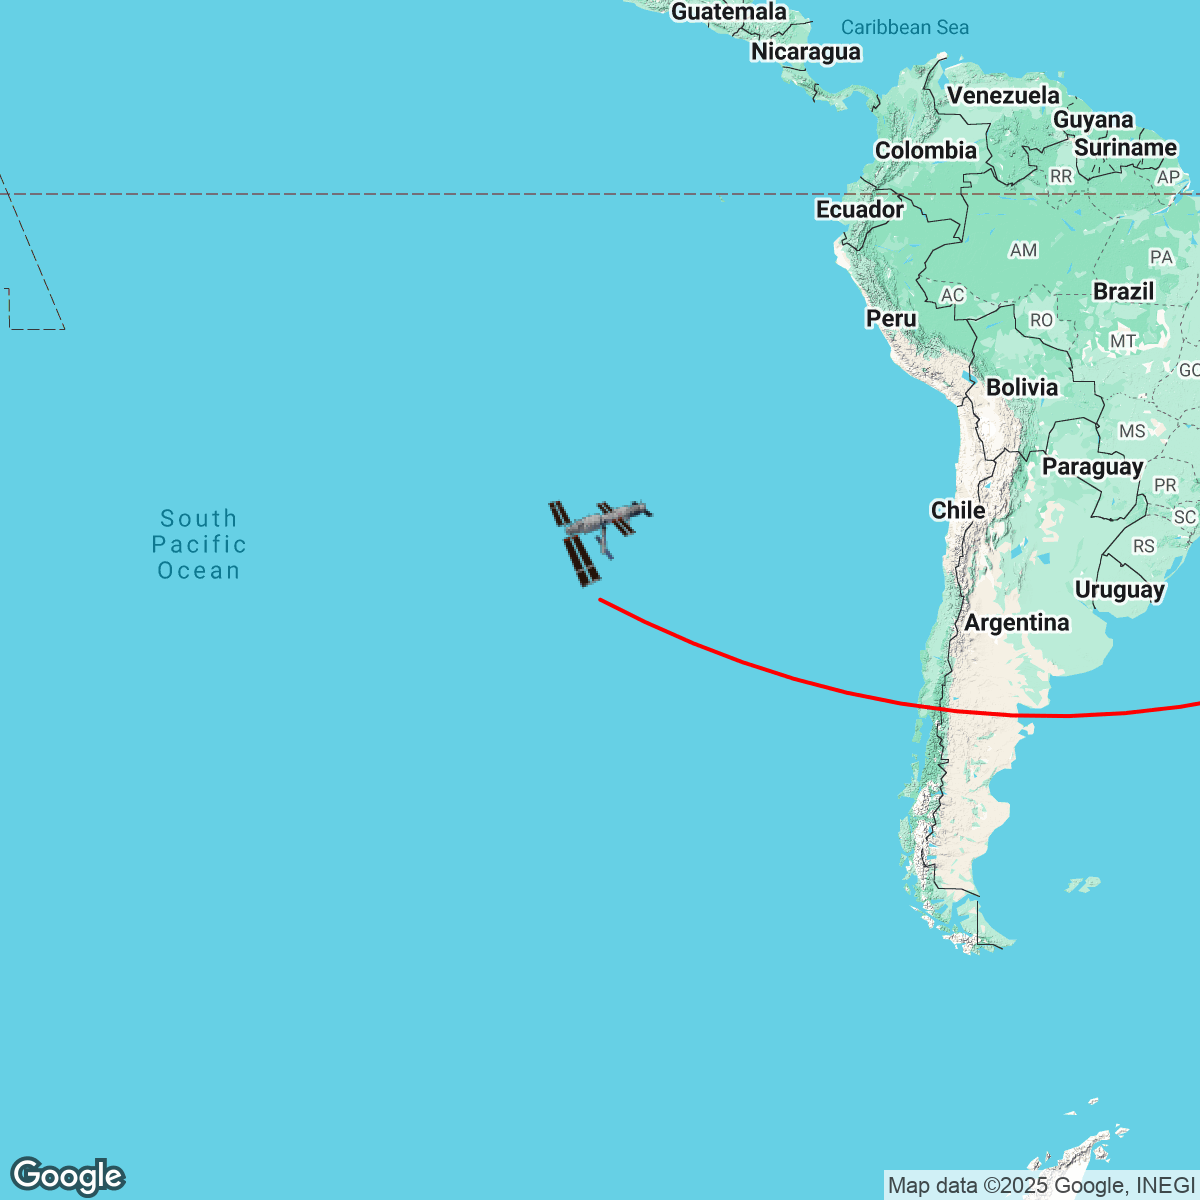 Guatemala
Caribbean Sea
Nicaragua
Venezuela
Guyana
Colombia
Suriname
RR
AP
Ecuador
AM
PA
AC
Brazil
Peru
RO
MT
GO
Bolivia
MS
Paraguay
PR
Chile
SC
South
Pacific
Ocean
RS
Uruguay
Argentina
Google
Map data ©2025 Google, INEGI